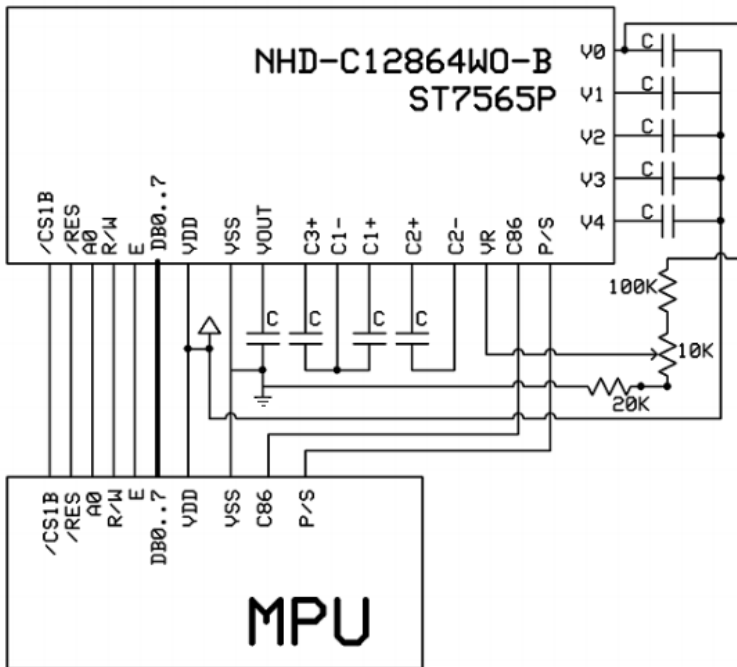 NHD-C12864WO-B
ST7565P
V0
C
V1
C
V2
C
V3
C
V4
C
/CS1B
/RES
A0
R/W
E
DB0..7
VDD
VSS
VOUT
C3+
C1-
C1+
C2+
C2-
VR
C86
P/S
C
C
C
C
100K
10K
20K
/CS1B
/RES
A0
R/W
E
DB0..7
VDD
VSS
C86
P/S
MPU